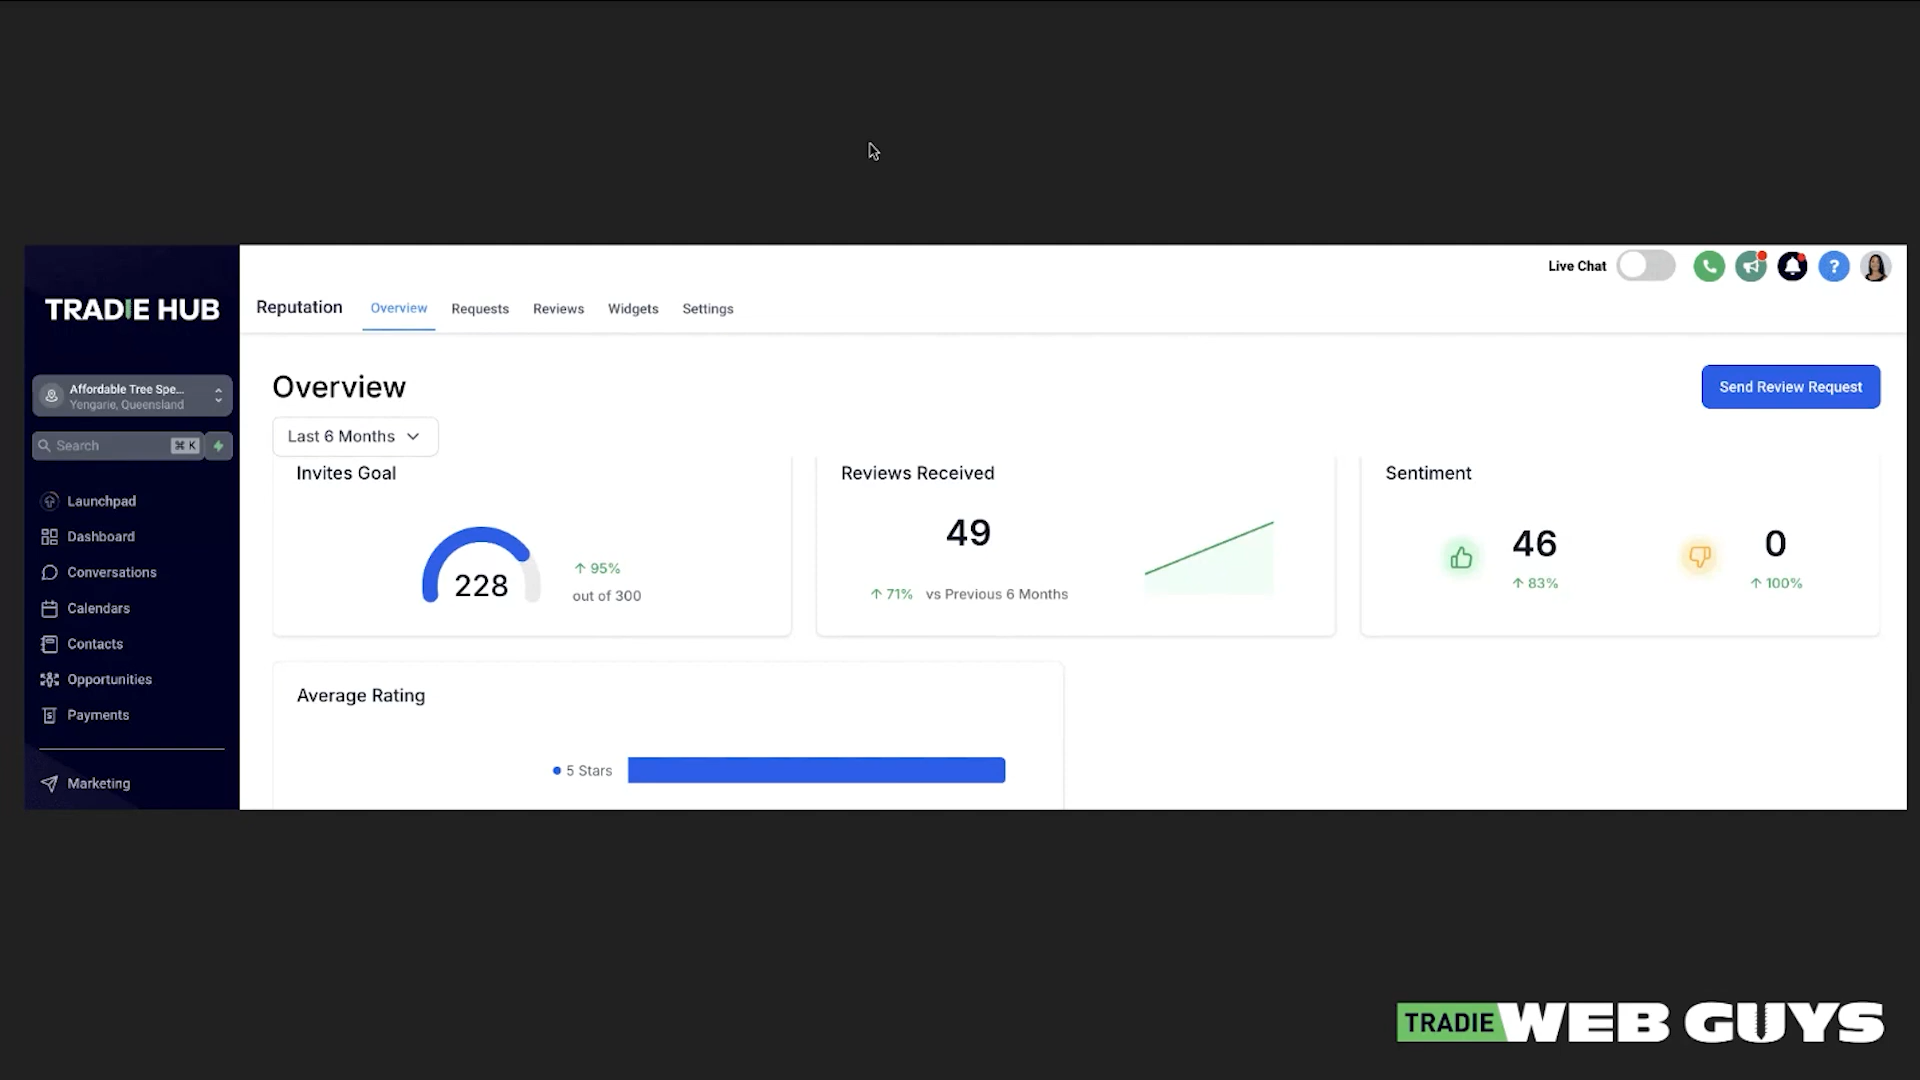 Live Chat
?
TRADIE HUB
Reputation
Overview
Requests
Reviews
Widgets
Settings
Affordable Tree Spe...
Yengarie, Queensland
Search
⌘ K
Launchpad
Dashboard
Conversations
Calendars
Contacts
Opportunities
Payments
Marketing
Overview
Send Review Request
Last 6 Months
Invites Goal
228
↑ 95%
out of 300
Reviews Received
49
↑ 71% vs Previous 6 Months
Sentiment
46
↑ 83%
0
↑ 100%
Average Rating
5 Stars
TRADIE WEB GUYS